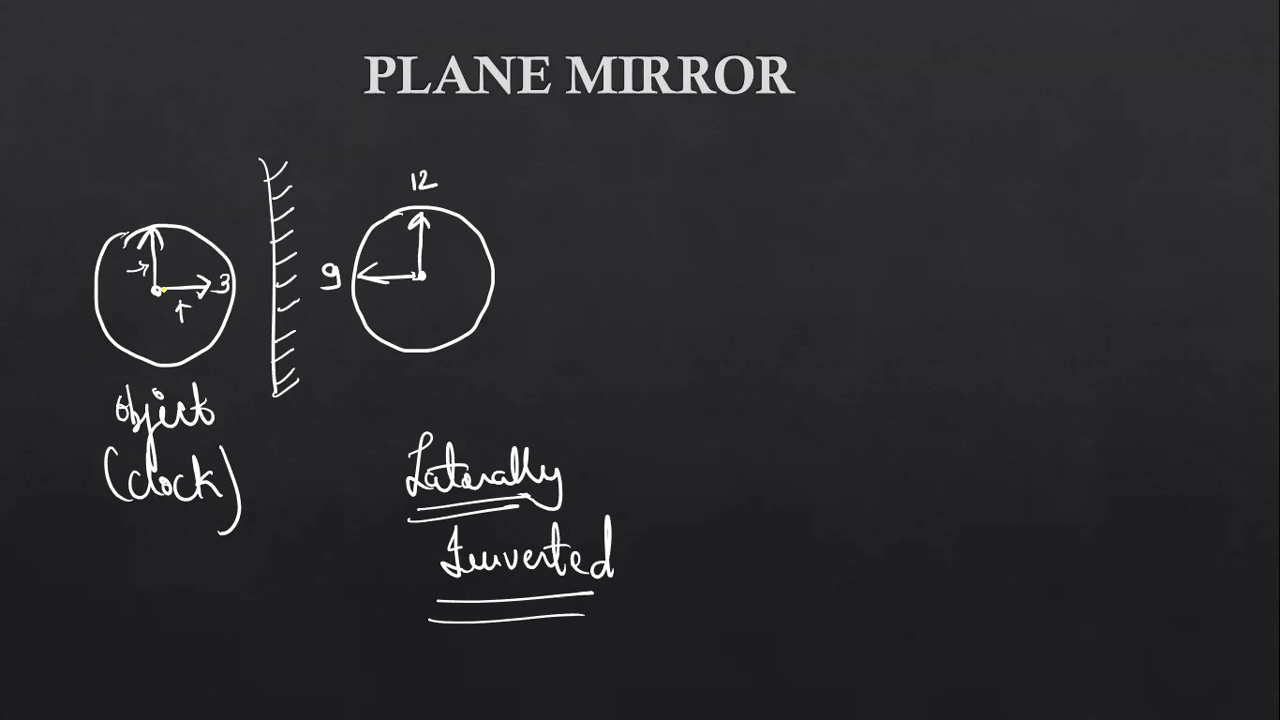 PLANE MIRROR
12
3
9
object
(clock)
Laterally
Inverted